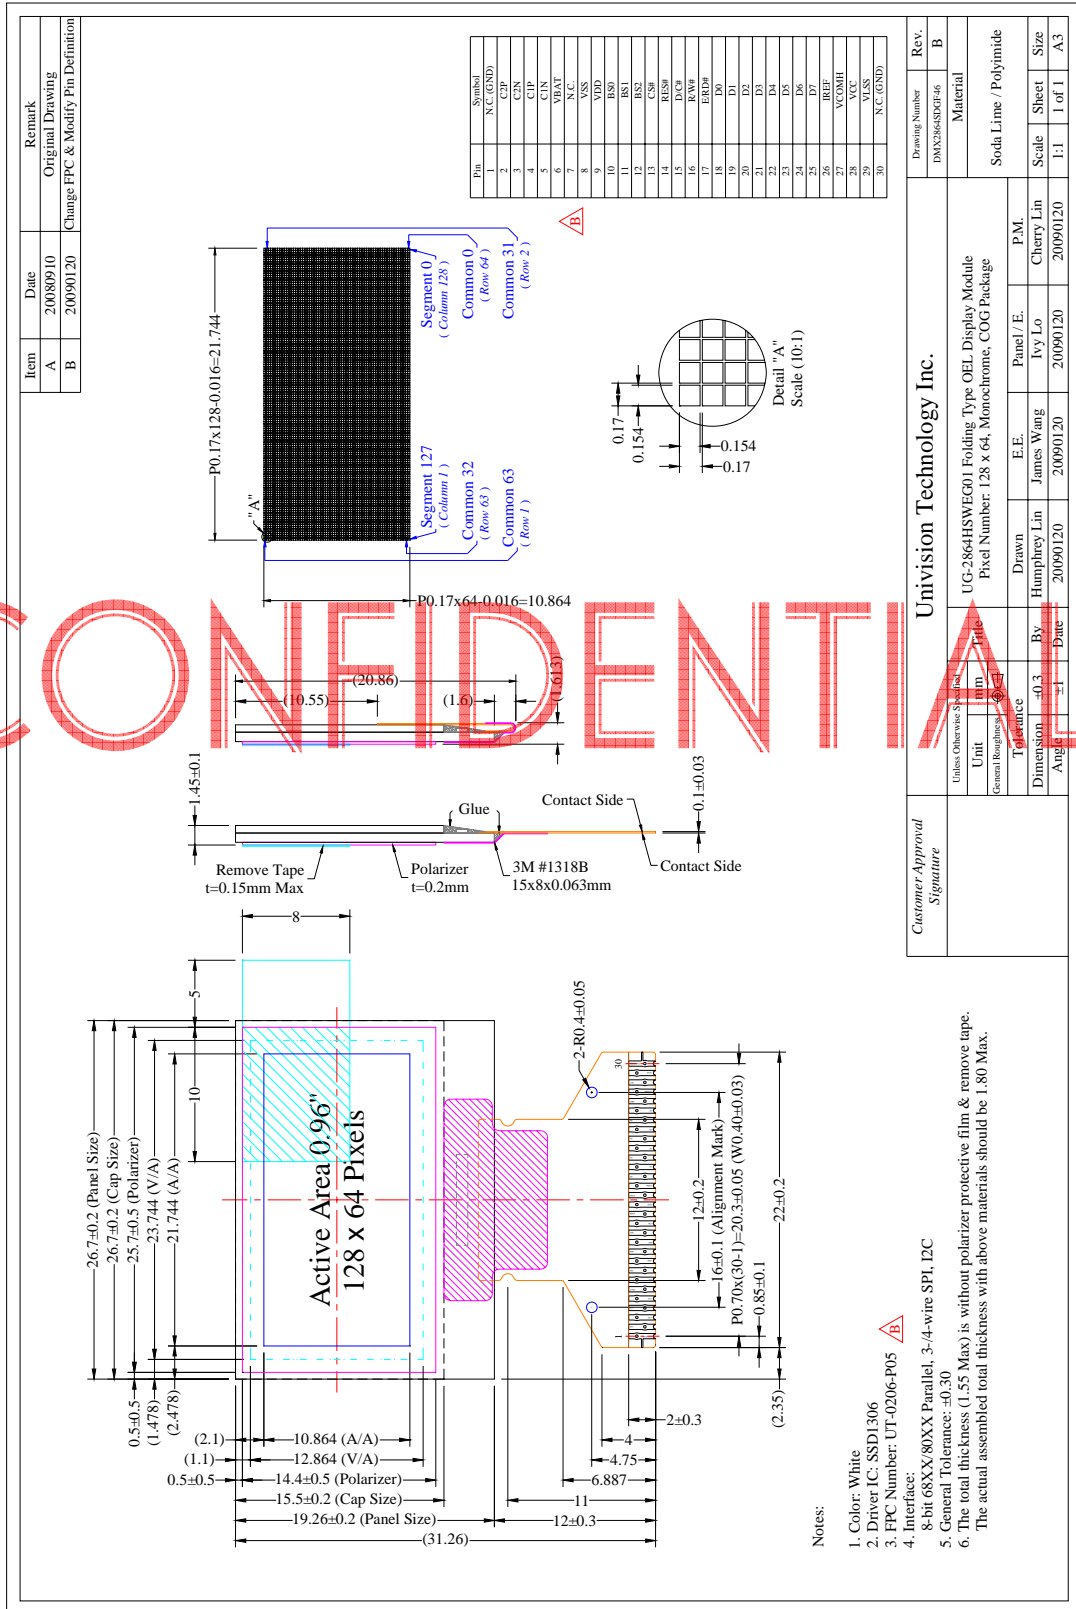 Item Date Remark
A 20080910 Original Drawing
B 20090120 Change FPC & Modify Pin Definition
26.7±0.2 (Panel Size)
26.7±0.2 (Cap Size)
25.7±0.5 (Polarizer)
23.744 (V/A)
21.744 (A/A)
0.5±0.5
(1.478)
(2.478)
5
10
8
(2.1)
10.864 (A/A)
(1.1)
12.864 (V/A)
0.5±0.5
14.4±0.5 (Polarizer)
15.5±0.2 (Cap Size)
19.26±0.2 (Panel Size)
12±0.3
(31.26)
Active Area 0.96"
128 x 64 Pixels
2-R0.4±0.05
12±0.2
16±0.1 (Alignment Mark)
P0.70x(30-1)=20.3±0.05 (W0.40±0.03)
0.85±0.1
22±0.2
(2.35)
1
30
2±0.3
4
4.75
6.887
11
1.45±0.1
Remove Tape
t=0.15mm Max
Polarizer
t=0.2mm
Glue
3M #1318B
15x8x0.063mm
Contact Side
Contact Side
0.1±0.03
(20.86)
(10.55)
(1.6)
(1.613)
P0.17x128-0.016=21.744
P0.17x64-0.016=10.864
"A"
Segment 127
( Column 1 )
Common 32
( Row 63 )
Common 63
( Row 1 )
Segment 0
( Column 128 )
Common 0
( Row 64 )
Common 31
( Row 2 )
0.17
0.154
0.154
0.17
Detail "A"
Scale (10:1)
B
Pin Symbol
1 N.C. (GND)
2 C2P
3 C2N
4 C1P
5 C1N
6 VBAT
7 N.C.
8 VSS
9 VDD
10 BS0
11 BS1
12 BS2
13 CS#
14 RES#
15 D/C#
16 R/W#
17 E/RD#
18 D0
19 D1
20 D2
21 D3
22 D4
23 D5
24 D6
25 D7
26 IREF
27 VCOMH
28 VCC
29 VLSS
30 N.C. (GND)
CONFIDENTIAL
Notes:
1. Color: White
2. Driver IC: SSD1306
3. FPC Number: UT-0206-P05
B
4. Interface:
8-bit 68XX/80XX Parallel, 3-/4-wire SPI, I2C
5. General Tolerance: ±0.30
6. The total thickness (1.55 Max) is without polarizer protective film & remove tape.
The actual assembled total thickness with above materials should be 1.80 Max.
Customer Approval
Signature
Univision Technology Inc.
Drawing Number Rev.
DMX2864SDGF46 B
Unless Otherwise Specified
Unit mm
General Roughness
Tolerance
Dimension ±0.3
Angle ±1
Title
UG-2864HSWEG01 Folding Type OEL Display Module
Pixel Number: 128 x 64, Monochrome, COG Package
Material
Soda Lime / Polyimide
Drawn E.E. Panel / E. P.M.
By Humphrey Lin James Wang Ivy Lo Cherry Lin
Date 20090120 20090120 20090120 20090120
Scale Sheet Size
1:1 1 of 1 A3